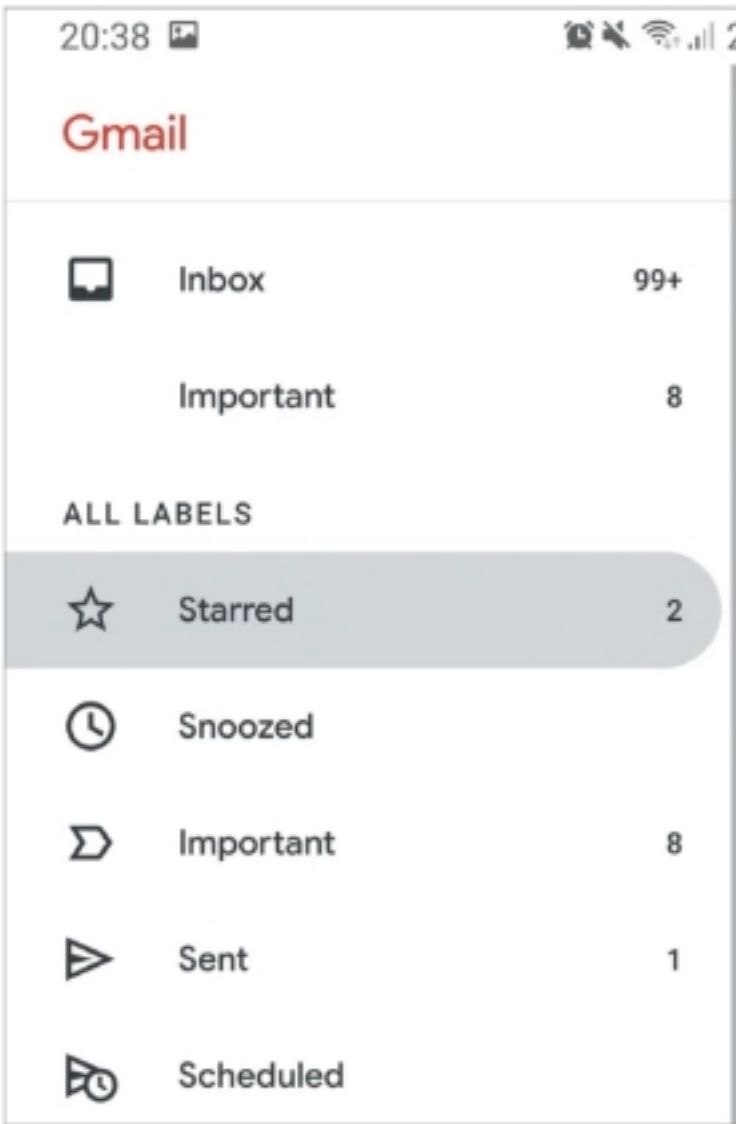 20:38
Gmail
Inbox 99+
Important 8
ALL LABELS
Starred 2
Snoozed
Important 8
Sent 1
Scheduled